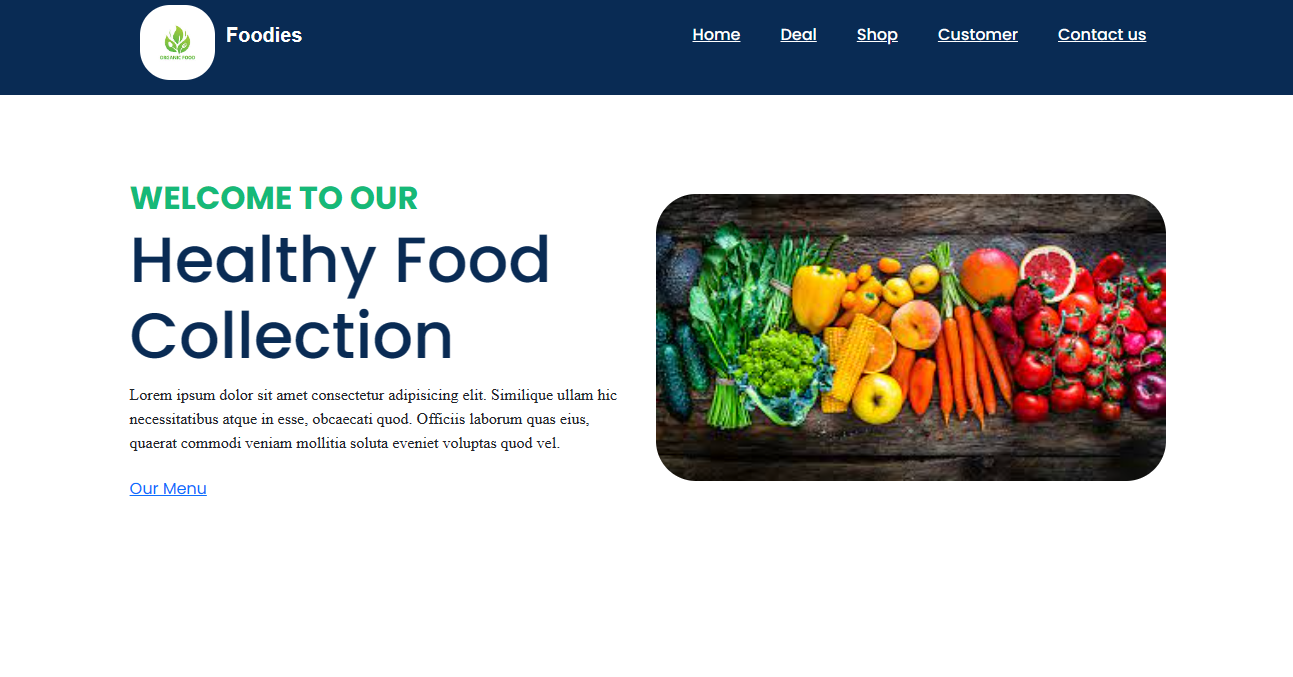 ORGANIC FOOD
Foodies
Home Deal Shop Customer Contact us
WELCOME TO OUR
Healthy Food
Collection
Lorem ipsum dolor sit amet consectetur adipisicing elit. Similique ullam hic
necessitatibus atque in esse, obcaecati quod. Officiis laborum quas eius,
quaerat commodi veniam mollitia soluta eveniet voluptas quod vel.
Our Menu